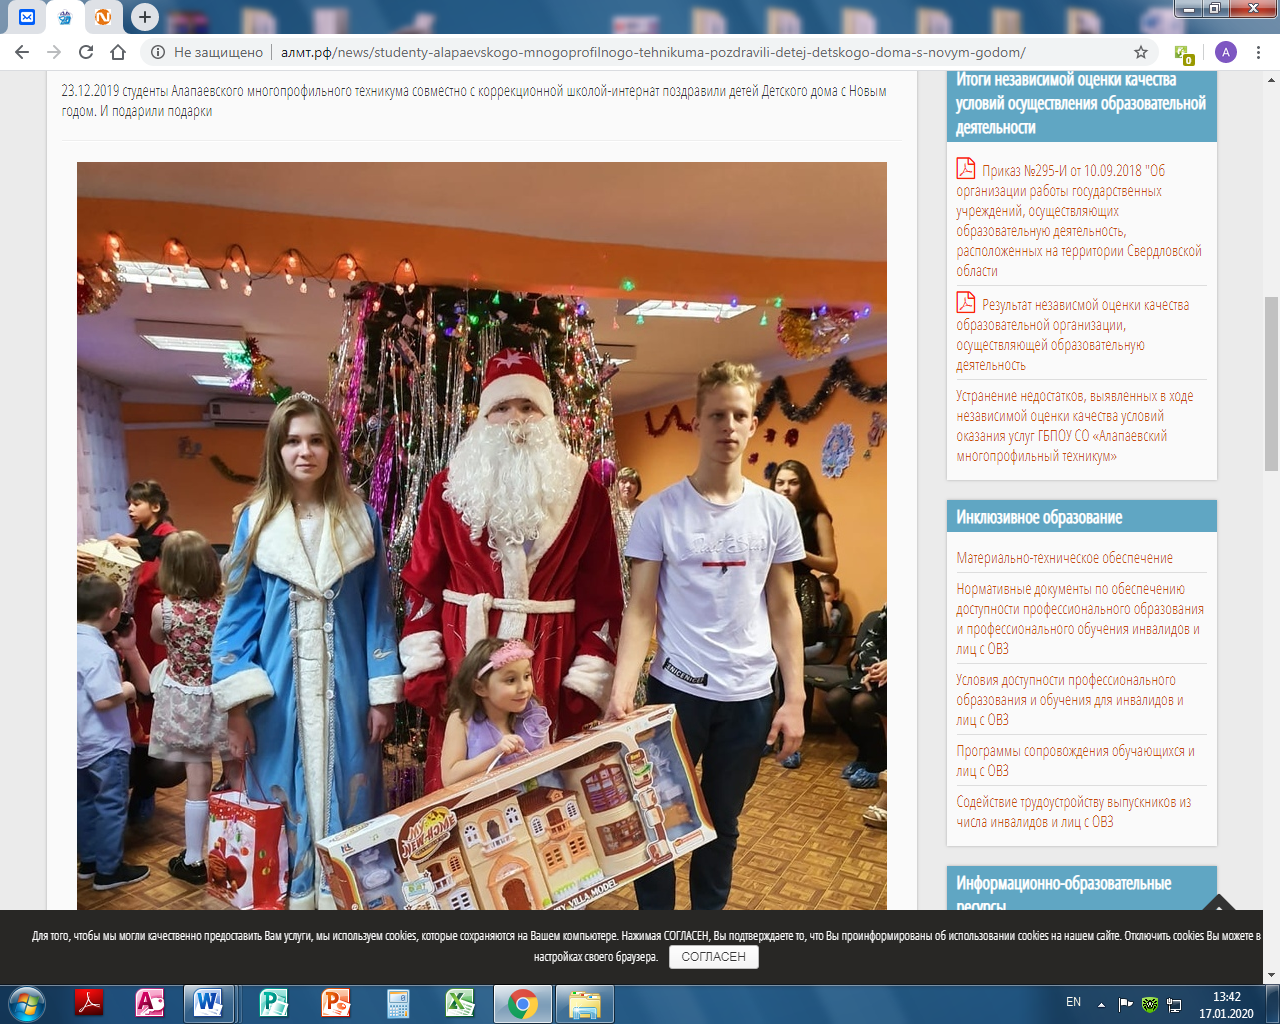 Не защищено
алмт.рф/news/studenty-alapaevskogo-mnogoprofilnogo-tehnikuma-pozdravili-detej-detskogo-doma-s-novym-godom/
0
A
23.12.2019 студенты Алапаевского многопрофильного техникума совместно с коррекционной школой-интернат поздравили детей Детского дома с Новым
годом. И подарили подарки
VILLA MODEL
Итоги независимой оценки качества
условий осуществления образовательной
деятельности
Приказ №295-И от 10.09.2018 "Об
организации работы государственных
учреждений, осуществляющих
образовательную деятельность,
расположенных на территории Свердловской
области
Результат независмой оценки качества
образовательной организации,
осуществляющей образовательную
деятельность
Устранение недостатков, выявленных в ходе
независимой оценки качества условий
оказания услуг ГБПОУ СО «Алапаевский
многопрофильный техникум»
Инклюзивное образование
Материально-техническое обеспечение
Нормативные документы по обеспечению
доступности профессионального образования
и профессионального обучения инвалидов и
лиц с ОВЗ
Условия доступности профессионального
образования и обучения для инвалидов и
лиц с ОВЗ
Программы сопровождения обучающихся и
лиц с ОВЗ
Содействие трудоустройству выпускников из
числа инвалидов и лиц с ОВЗ
Информационно-образовательные
ресурсы
Для того, чтобы мы могли качественно предоставить Вам услуги, мы используем cookies, которые сохраняются на Вашем компьютере. Нажимая СОГЛАСЕН, Вы подтверждаете то, что Вы проинформированы об использовании cookies на нашем сайте. Отключить cookies Вы можете в
настройках своего браузера. СОГЛАСЕН
EN
13:42
17.01.2020